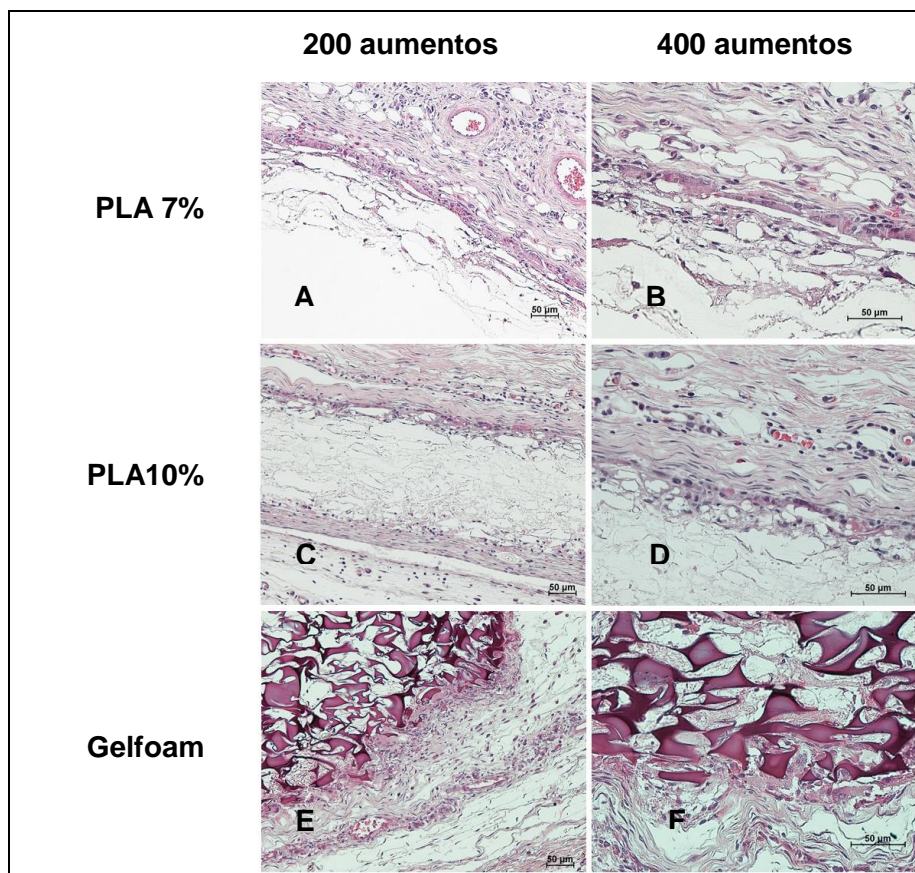 200 aumentos 400 aumentos
PLA 7%
A
50 µm
B
50 µm
PLA10%
C
50 µm
D
50 µm
Gelfoam
E
50 µm
F
50 µm